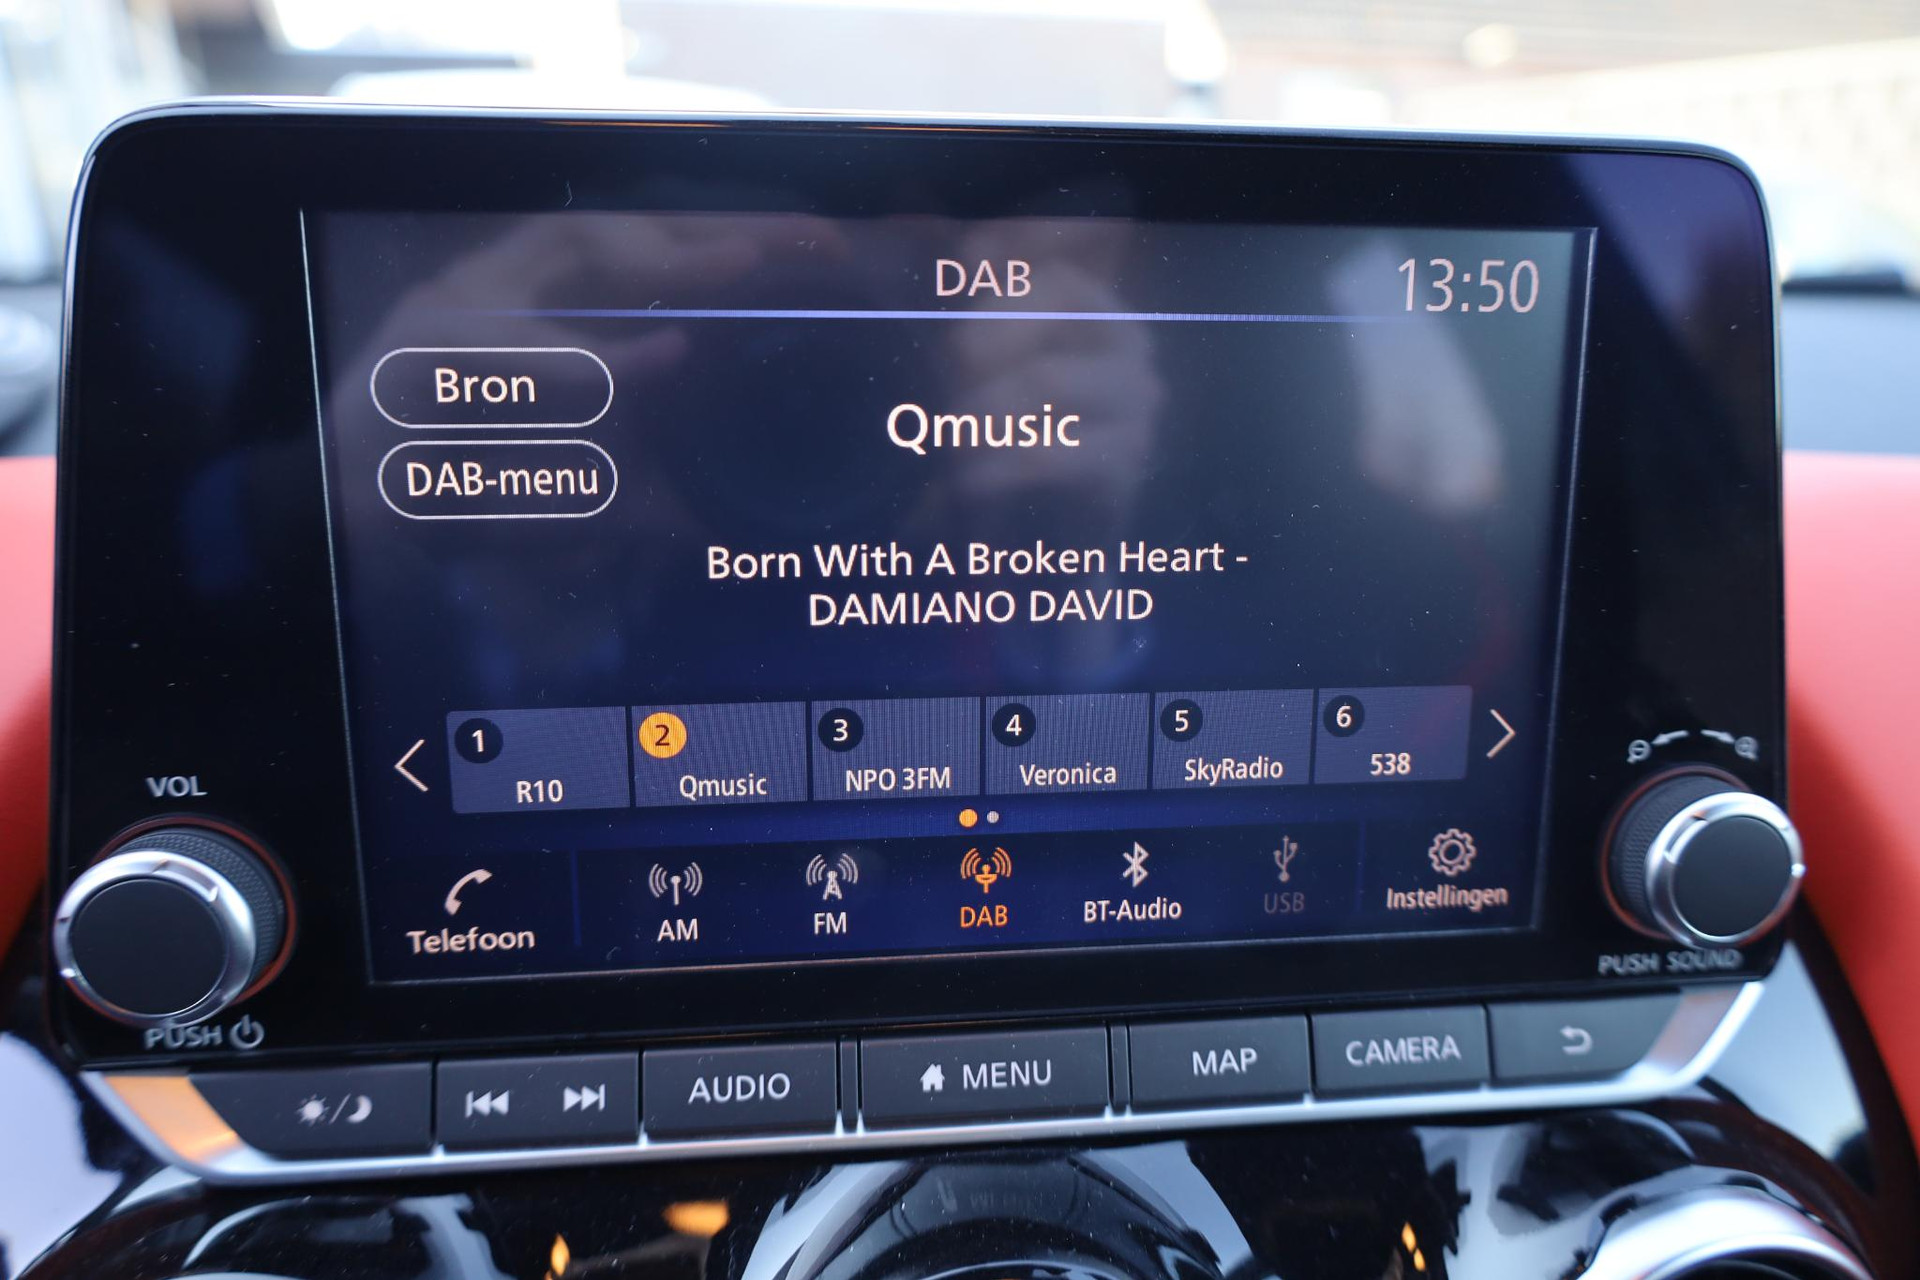 DAB
13:50
Bron
DAB-menu
Qmusic
Born With A Broken Heart -
DAMIANO DAVID
1
2
3
4
5
6
R10
Qmusic
NPO 3FM
Veronica
SkyRadio
538
VOL
PUSH
Telefoon
AM
FM
DAB
BT-Audio
USB
Instellingen
PUSH SOUND
AUDIO
MENU
MAP
CAMERA